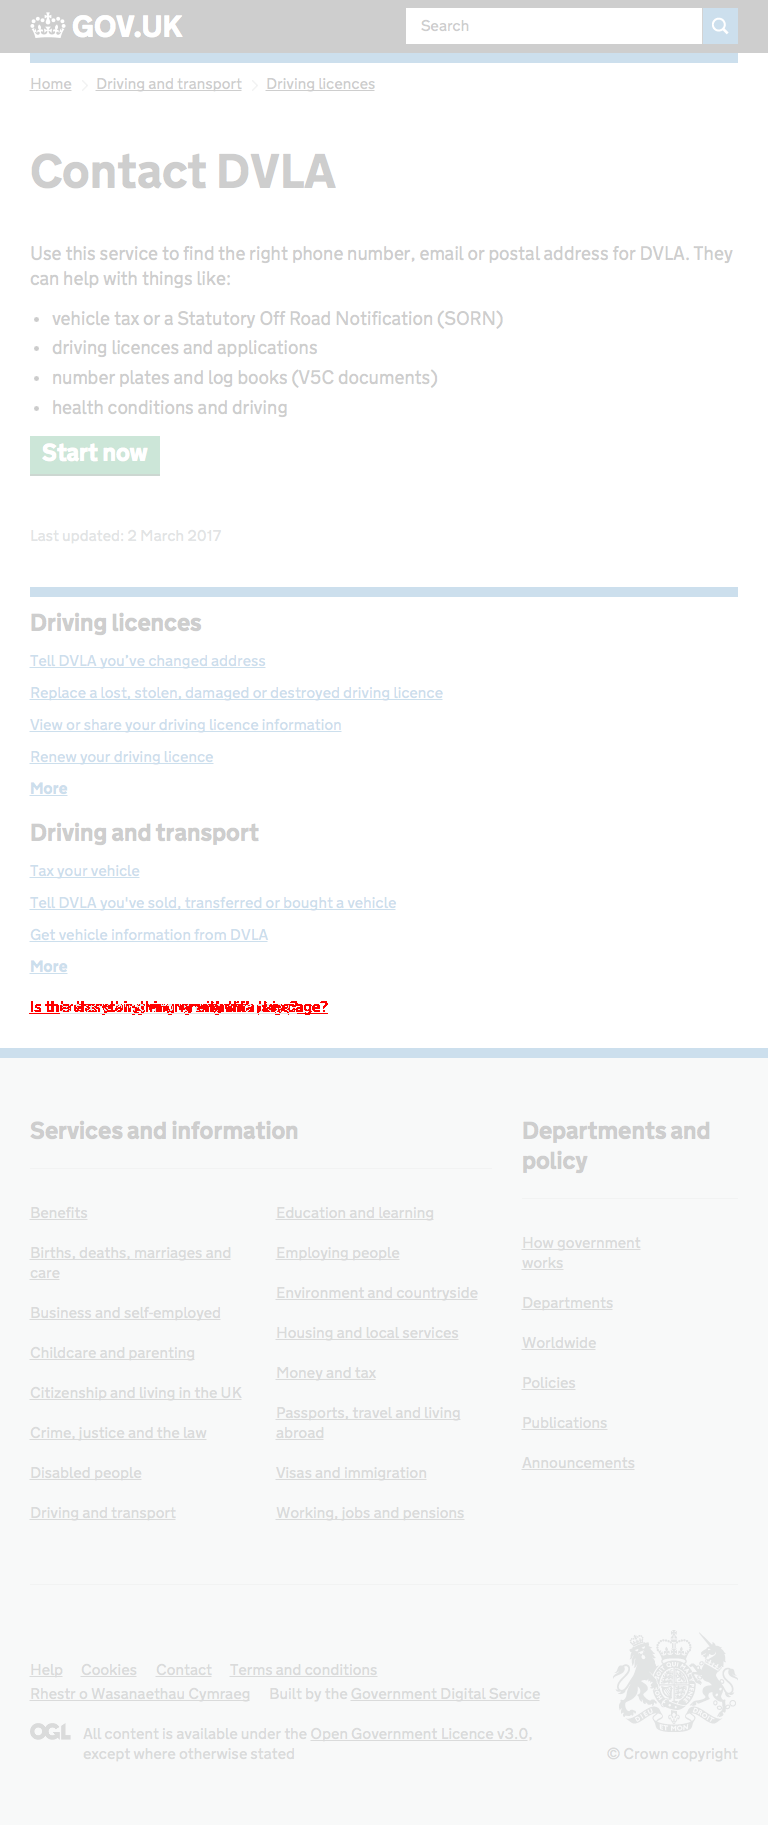 GOV.UK
Search
Home Driving and transport Driving licences
Contact DVLA
Use this service to find the right phone number, email or postal address for DVLA. They
can help with things like:
• vehicle tax or a Statutory Off Road Notification (SORN)
• driving licences and applications
• number plates and log books (V5C documents)
• health conditions and driving
Start now
Last updated: 2 March 2017
Driving licences
Tell DVLA you've changed address
Replace a lost, stolen, damaged or destroyed driving licence
View or share your driving licence information
Renew your driving licence
More
Driving and transport
Tax your vehicle
Tell DVLA you've sold, transferred or bought a vehicle
Get vehicle information from DVLA
More
Services and information
Benefits
Births, deaths, marriages and
care
Business and self-employed
Childcare and parenting
Citizenship and living in the UK
Crime, justice and the law
Disabled people
Driving and transport
Education and learning
Employing people
Environment and countryside
Housing and local services
Money and tax
Passports, travel and living
abroad
Visas and immigration
Working, jobs and pensions
Departments and
policy
How government
works
Departments
Worldwide
Policies
Publications
Announcements
Help Cookies Contact Terms and conditions
Rhestr o Wasanaethau Cymraeg Built by the Government Digital Service
OGL
All content is available under the Open Government Licence v3.0,
except where otherwise stated
© Crown copyright